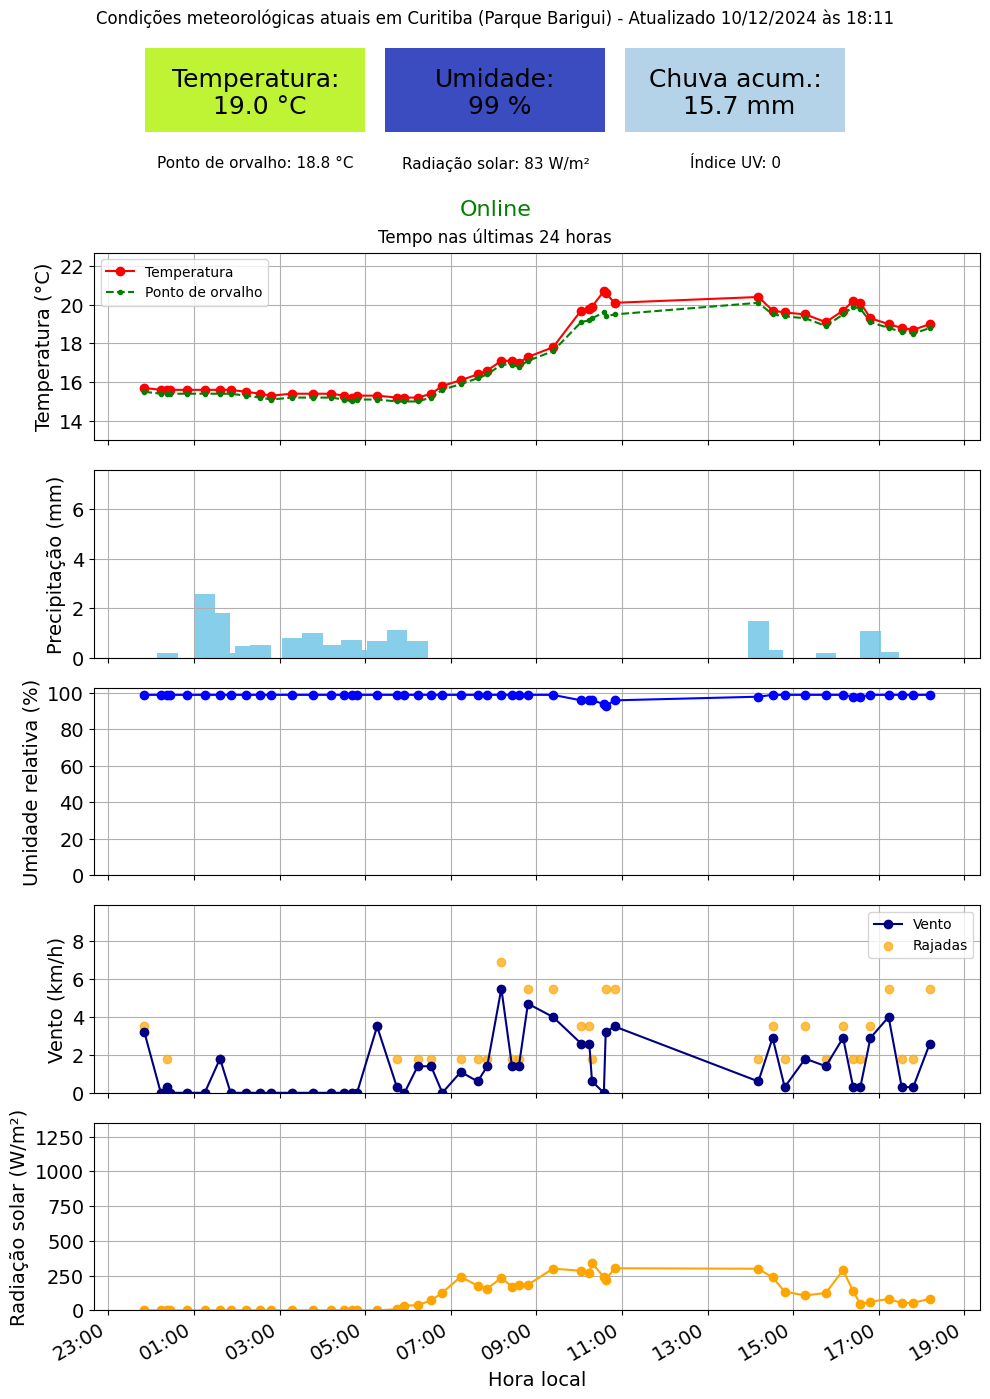 Condições meteorológicas atuais em Curitiba (Parque Barigui) - Atualizado 10/12/2024 às 18:11
Temperatura:
19.0 °C
Umidade:
99 %
Chuva acum.:
15.7 mm
Ponto de orvalho: 18.8 °C
Radiação solar: 83 W/m²
Índice UV: 0
Online
Tempo nas últimas 24 horas
Temperatura (°C)
22
20
18
16
14
Temperatura
Ponto de orvalho
Precipitação (mm)
6
4
2
0
Umidade relativa (%)
100
80
60
40
20
0
Vento (km/h)
8
6
4
2
0
Vento
Rajadas
Radiação solar (W/m²)
1250
1000
750
500
250
0
23:00
01:00
03:00
05:00
07:00
09:00
11:00
13:00
15:00
17:00
19:00
Hora local